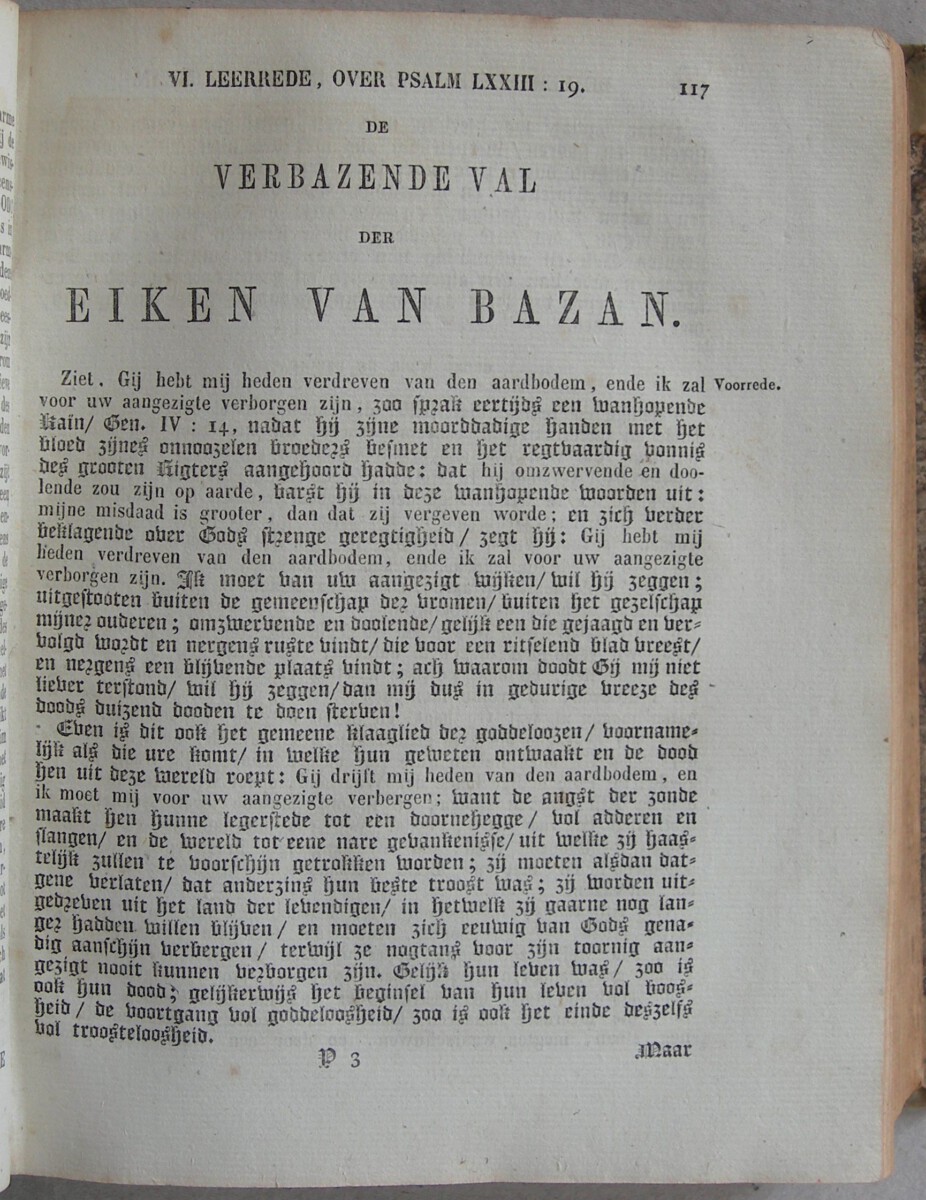 VI. LEERREDE, OVER PSALM LXXIII : 19. 117
DE
VERBAZENDE VAL
DER
EIKEN VAN BAZAN.
Ziet. Gij hebt mij heden verdreven van den aardbodem, ende ik zal Voorrede.
voor uw aangezigte verborgen zijn, zoo sprak eertijds een wanhopende
Kaïn/ Gen. IV : 14, nadat hij zijne moorddadige handen met het
bloed zijnes onnoozelen broeders besmet en het regtvaardig vonnis
des grooten Rigters aangehoord hadde: dat hij omzwervende en doo-
lende zou zijn op aarde, barst hij in deze wanhopende woorden uit:
mijne misdaad is grooter, dan dat zij vergeven worde; en zich verder
beklagende over Gods strenge geregtigheid/ zegt hij: Gij hebt mij
heden verdreven van den aardbodem, ende ik zal voor uw aangezigte
verborgen zijn. Ik moet van uw aangezigt wijken/ wil hij zeggen;
uitgestooten buiten de gemeenschap der vromen/ buiten het gezelschap
mijner ouderen; omzwervende en doolende/ gelijk een die gejaagd en ver-
volgd wordt en nergens ruste vindt/ die voor een ritselend blad vreest/
en nergens een blijvende plaats vindt; ach waarom doodt Gij mij niet
liever terstond/ wil hij zeggen/ dan mij dus in gedurige vreeze des
doods duizend dooden te doen sterven!
Even is dit ook het gemeene klaaglied der goddeloozen/ voorname-
lijk als die ure komt/ in welke hun geweten ontwaakt en de dood
hen uit deze wereld roept: Gij drijft mij heden van den aardbodem, en
ik moet mij voor uw aangezigte verbergen; want de angst der zonde
maakt hen hunne legerstede tot een doornehegge/ vol adderen en
slangen/ en de wereld tot eene nare gevankenisse/ uit welke zij haas-
telijk zullen te voorschijn getrokken worden; zij moeten alsdan dat-
gene verlaten/ dat anderzins hun beste troost was; zij worden uit-
gedreven uit het land der levendigen/ in hetwelk zij gaarne nog lan-
ger hadden willen blijven/ en moeten zich eeuwig van Gods gena-
dig aanschijn verbergen/ terwijl ze nogtans voor zijn toornig aan-
gezigt nooit kunnen verborgen zijn. Gelijk hun leven was/ zoo is
ook hun dood; gelijkerwijs het beginsel van hun leven vol boos-
heid/ de voortgang vol goddeloosheid/ zoo is ook het einde deszelfs
vol troosteloosheid.
P 3 Maar